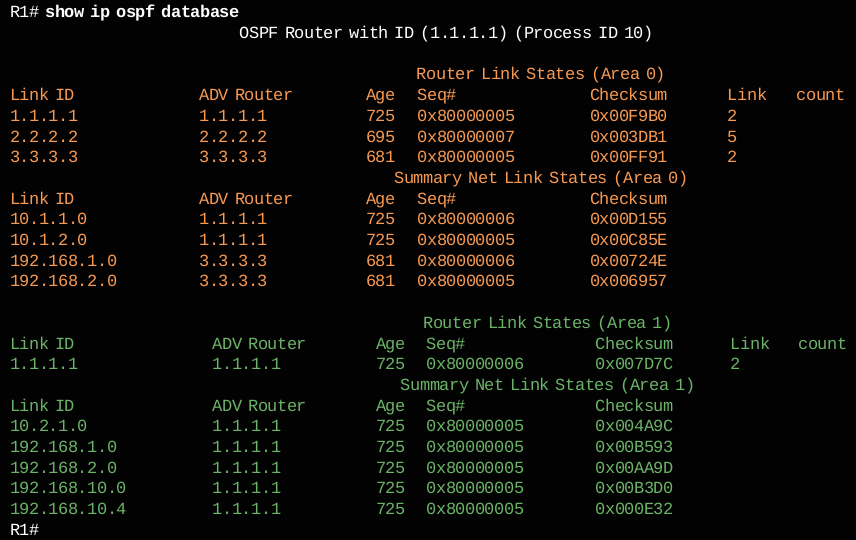 R1# show ip ospf database
OSPF Router with ID (1.1.1.1) (Process ID 10)
Router Link States (Area 0)
Link ID ADV Router Age Seq# Checksum Link count
1.1.1.1 1.1.1.1 725 0x80000005 0x00F9B0 2
2.2.2.2 2.2.2.2 695 0x80000007 0x003DB1 5
3.3.3.3 3.3.3.3 681 0x80000005 0x00FF91 2
Summary Net Link States (Area 0)
Link ID ADV Router Age Seq# Checksum
10.1.1.0 1.1.1.1 725 0x80000006 0x00D155
10.1.2.0 1.1.1.1 725 0x80000005 0x00C85E
192.168.1.0 3.3.3.3 681 0x80000006 0x00724E
192.168.2.0 3.3.3.3 681 0x80000005 0x006957
Router Link States (Area 1)
Link ID ADV Router Age Seq# Checksum Link count
1.1.1.1 1.1.1.1 725 0x80000006 0x007D7C 2
Summary Net Link States (Area 1)
Link ID ADV Router Age Seq# Checksum
10.2.1.0 1.1.1.1 725 0x80000005 0x004A9C
192.168.1.0 1.1.1.1 725 0x80000005 0x00B593
192.168.2.0 1.1.1.1 725 0x80000005 0x00AA9D
192.168.10.0 1.1.1.1 725 0x80000005 0x00B3D0
192.168.10.4 1.1.1.1 725 0x80000005 0x000E32
R1#